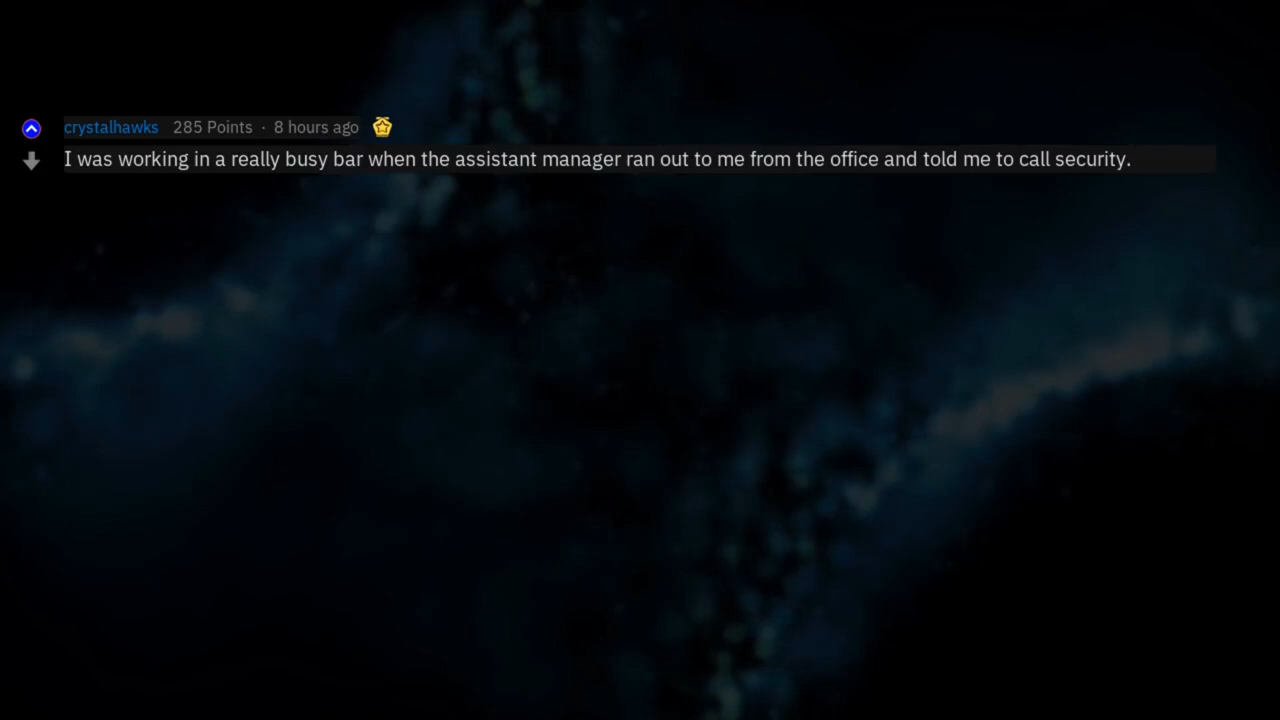 crystalhawks 285 Points · 8 hours ago
I was working in a really busy bar when the assistant manager ran out to me from the office and told me to call security.